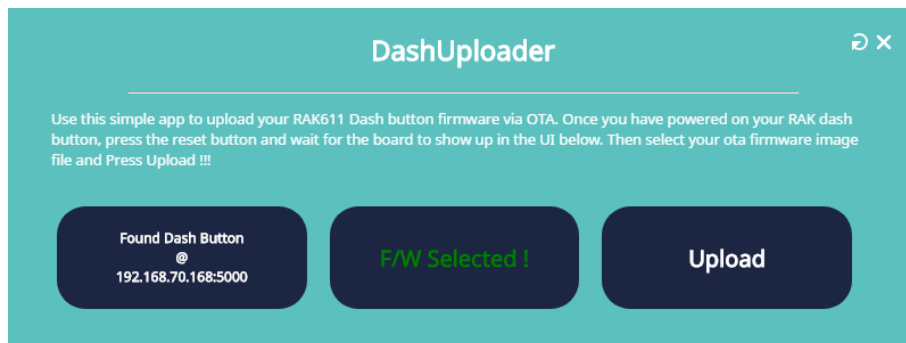 DashUploader
Use this simple app to upload your RAK611 Dash button firmware via OTA. Once you have powered on your RAK dash
button, press the reset button and wait for the board to show up in the UI below. Then select your ota firmware image
file and Press Upload !!!
Found Dash Button
@
192.168.70.168:5000
F/W Selected !
Upload